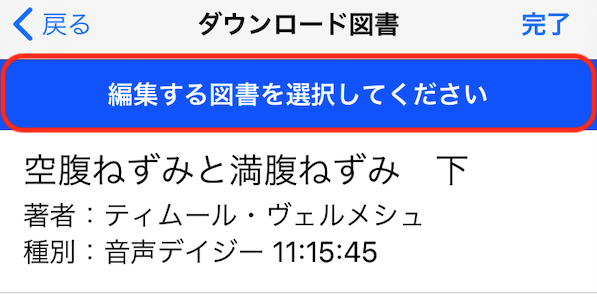 戻る ダウンロード図書 完了
編集する図書を選択してください
空腹ねずみと満腹ねずみ　下
著者：ティムール・ヴェルメシュ
種別：音声デイジー 11:15:45